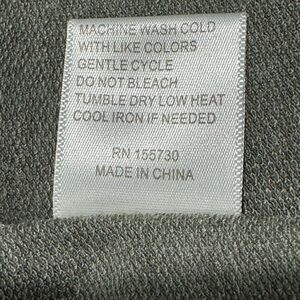 MACHINE WASH COLD
WITH LIKE COLORS
GENTLE CYCLE
DO NOT BLEACH
TUMBLE DRY LOW HEAT
COOL IRON IF NEEDED
RN 155730
MADE IN CHINA